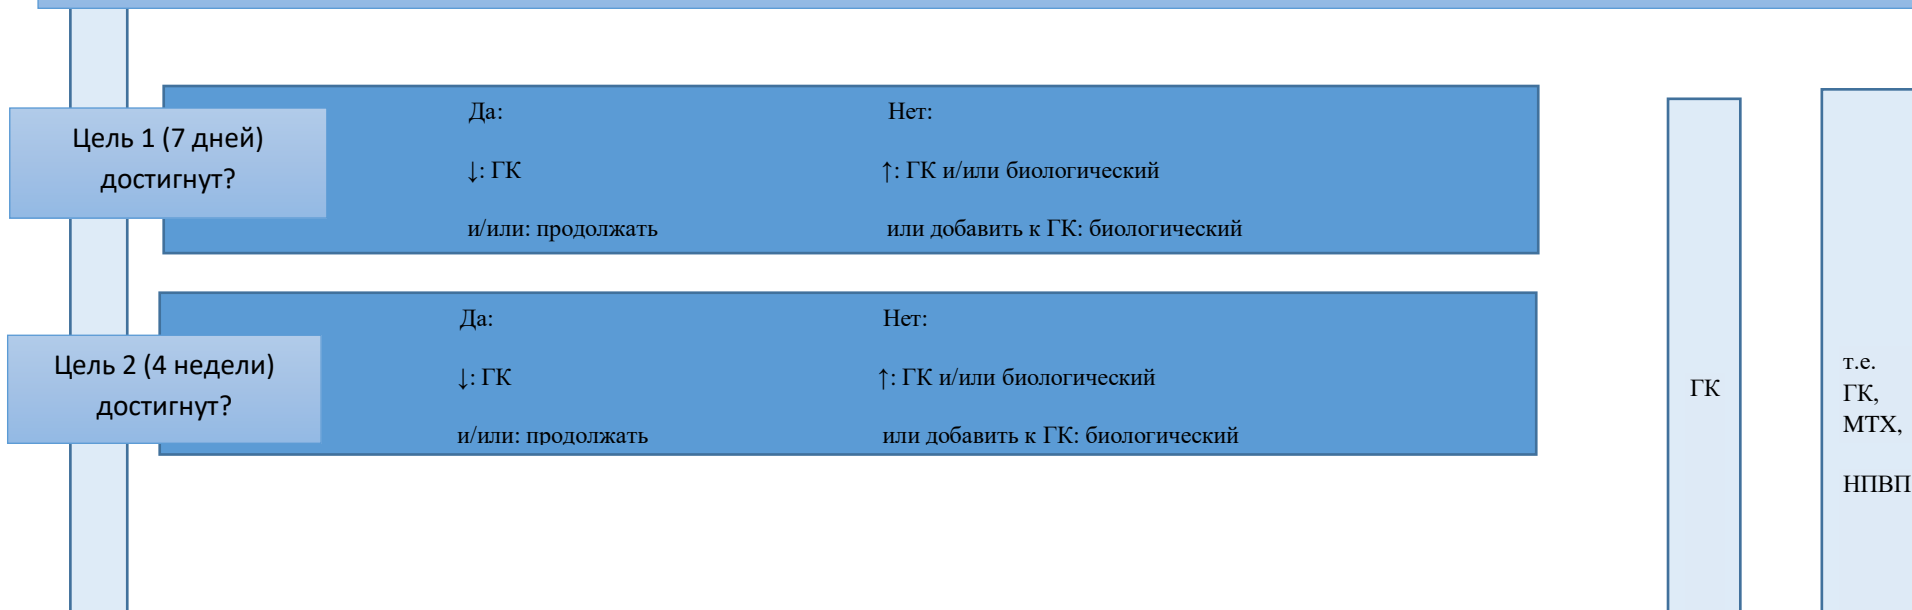 Цель 1 (7 дней)
достигнут?
Да:
↓: ГК
и/или: продолжать
Нет:
↑: ГК и/или биологический
или добавить к ГК: биологический
Цель 2 (4 недели)
достигнут?
Да:
↓: ГК
и/или: продолжать
Нет:
↑: ГК и/или биологический
или добавить к ГК: биологический
ГК
т.е.
ГК,
МТХ,
НПВП